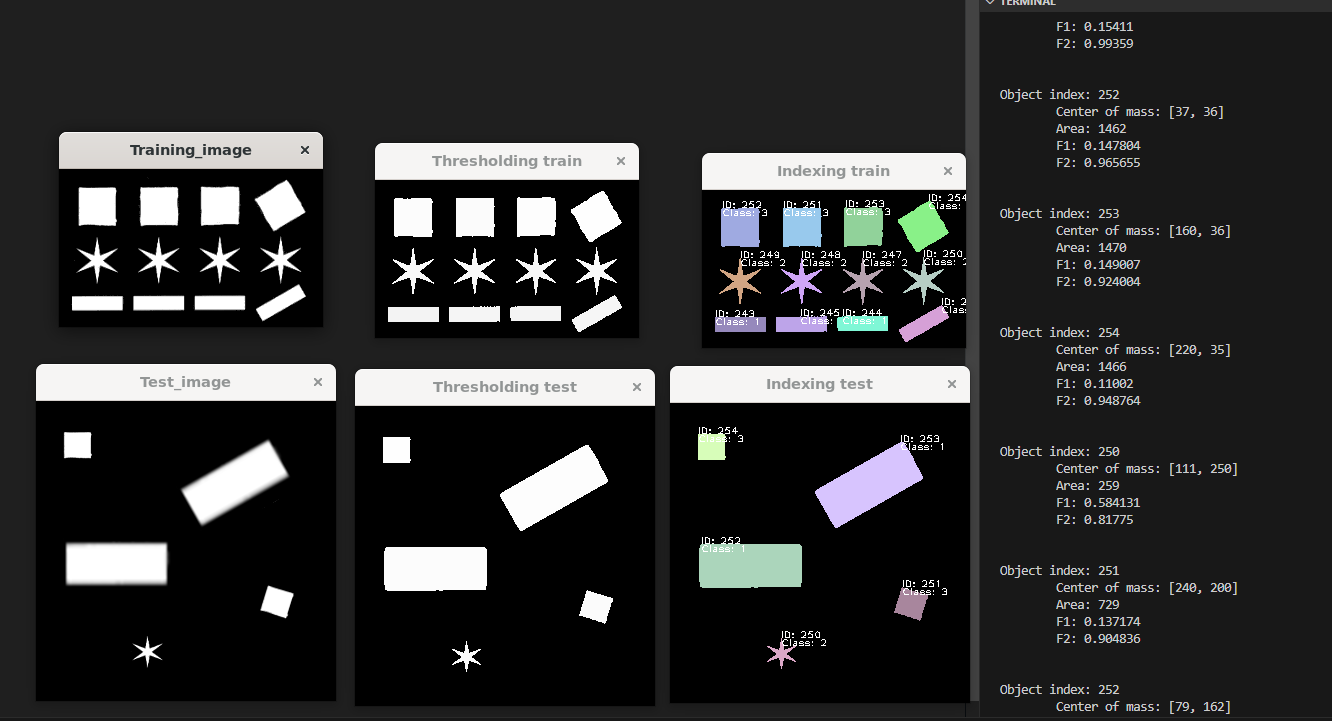 TERMINAL
F1: 0.15411
F2: 0.99359
Object index: 252
Center of mass: [37, 36]
Area: 1462
F1: 0.147804
F2: 0.965655
Object index: 253
Center of mass: [160, 36]
Area: 1470
F1: 0.149007
F2: 0.924004
Object index: 254
Center of mass: [220, 35]
Area: 1466
F1: 0.11002
F2: 0.948764
Object index: 250
Center of mass: [111, 250]
Area: 259
F1: 0.584131
F2: 0.81775
Object index: 251
Center of mass: [240, 200]
Area: 729
F1: 0.137174
F2: 0.904836
Object index: 252
Center of mass: [79, 162]
Training_image
Thresholding train
Indexing train
ID: 252
Class: 3
ID: 251
Class: 3
ID: 253
Class: 3
ID: 254
Class:
ID: 249
Class: 2
ID: 248
Class: 2
ID: 247
Class: 2
ID: 250
Class: 2
ID: 243
Class: 1
ID: 245
Class: 1
ID: 244
Class: 1
ID: 2
Class:
Test_image
Thresholding test
Indexing test
ID: 254
Class: 3
ID: 253
Class: 1
ID: 252
Class: 1
ID: 251
Class: 3
ID: 250
Class: 2